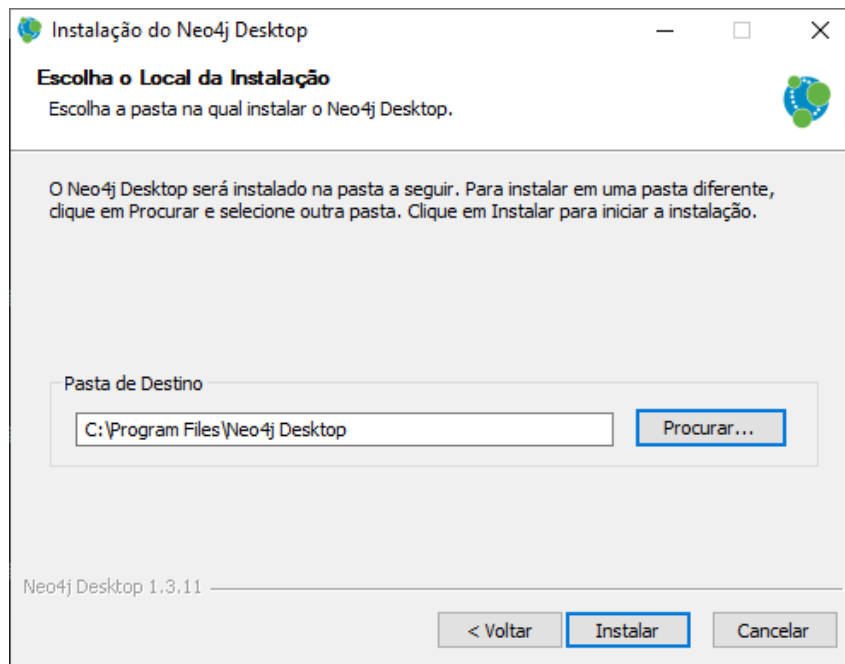 Instalação do Neo4j Desktop
Escolha o Local da Instalação
Escolha a pasta na qual instalar o Neo4j Desktop.
O Neo4j Desktop será instalado na pasta a seguir. Para instalar em uma pasta diferente,
clique em Procurar e selecione outra pasta. Clique em Instalar para iniciar a instalação.
Pasta de Destino
C:\Program Files\Neo4j Desktop
Procurar...
Neo4j Desktop 1.3.11
< Voltar
Instalar
Cancelar